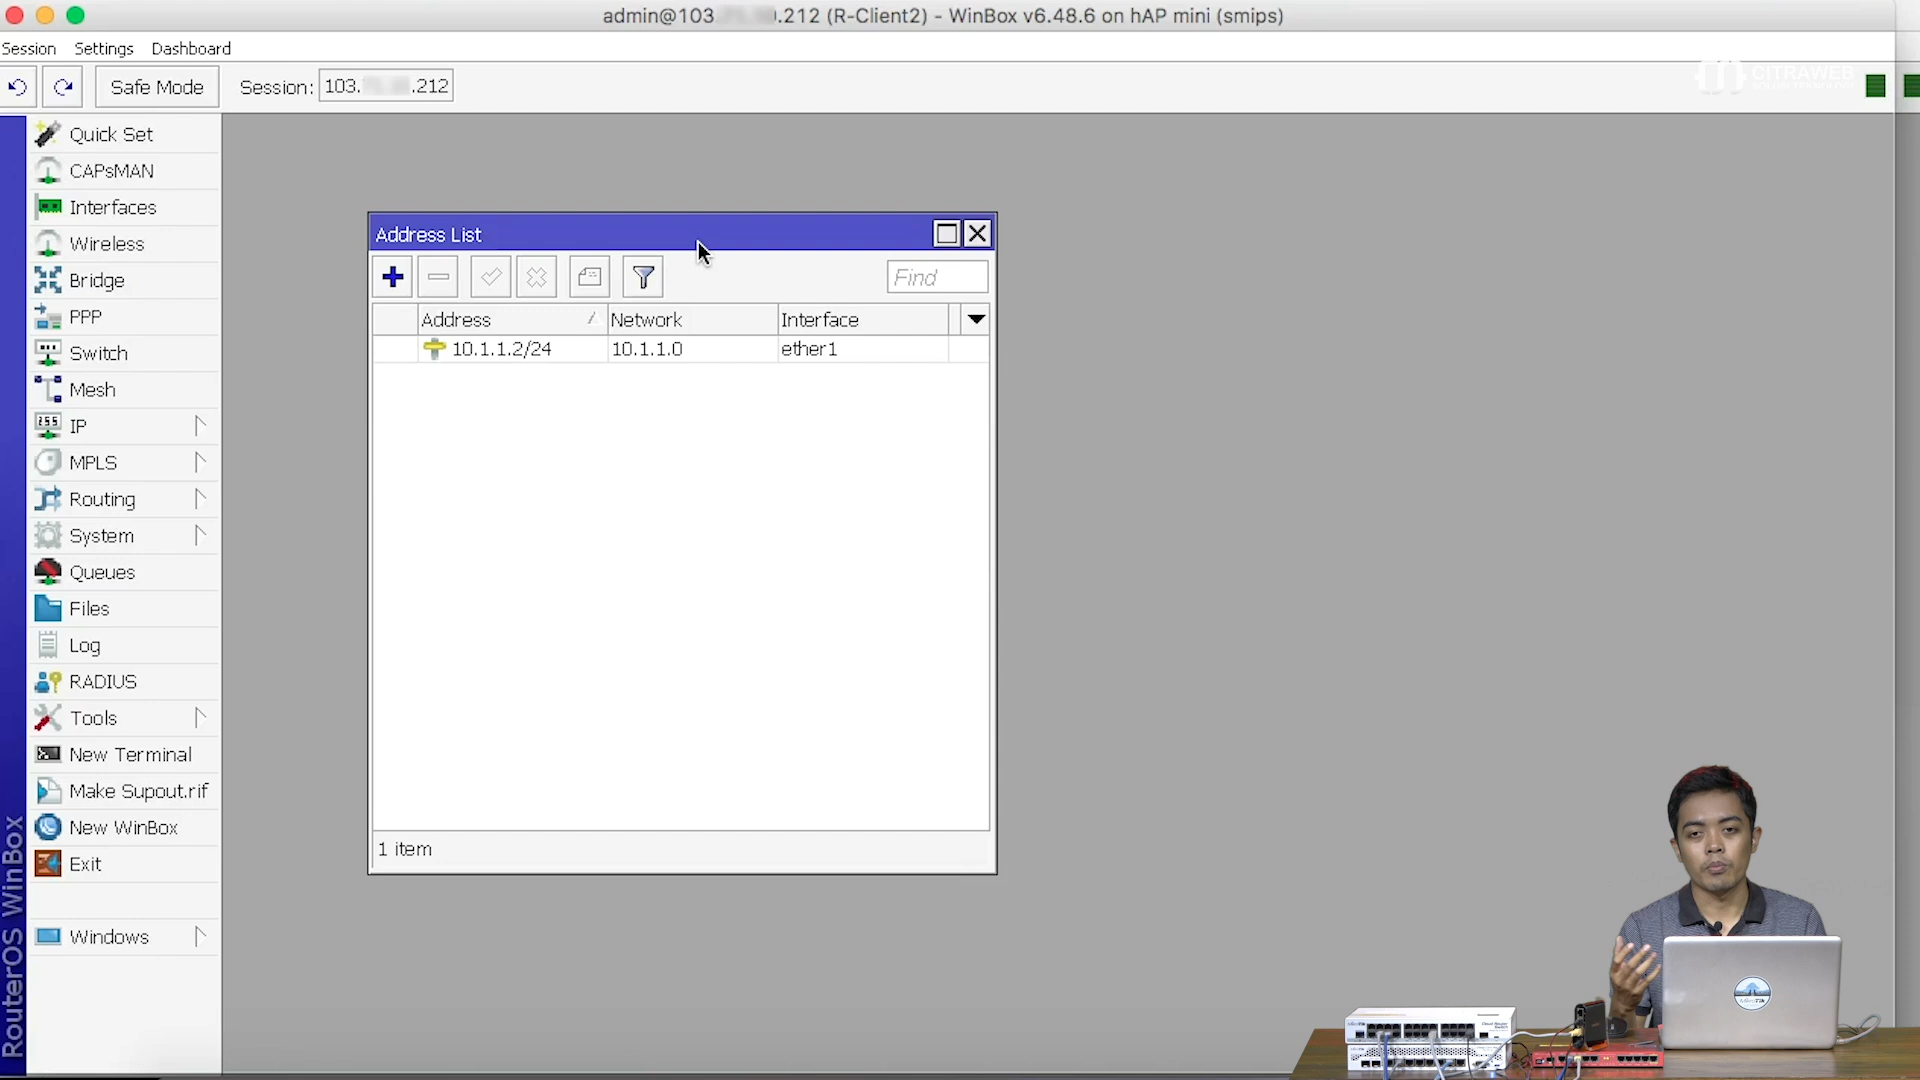 admin@103. .212 (R-Client2) - WinBox v6.48.6 on hAP mini (smips)
Session Settings Dashboard
Safe Mode Session: 103. .212
CITRAWEB
Quick Set
CAPsMAN
Interfaces
Wireless
Bridge
PPP
Switch
Mesh
255 IP
MPLS
Routing
System
Queues
Files
Log
RADIUS
Tools
New Terminal
Make Supout.rif
New WinBox
Exit
Windows
RouterOS WinBox
Address List
Find
Address Network Interface
10.1.1.2/24 10.1.1.0 ether1
1 item
MikroTik